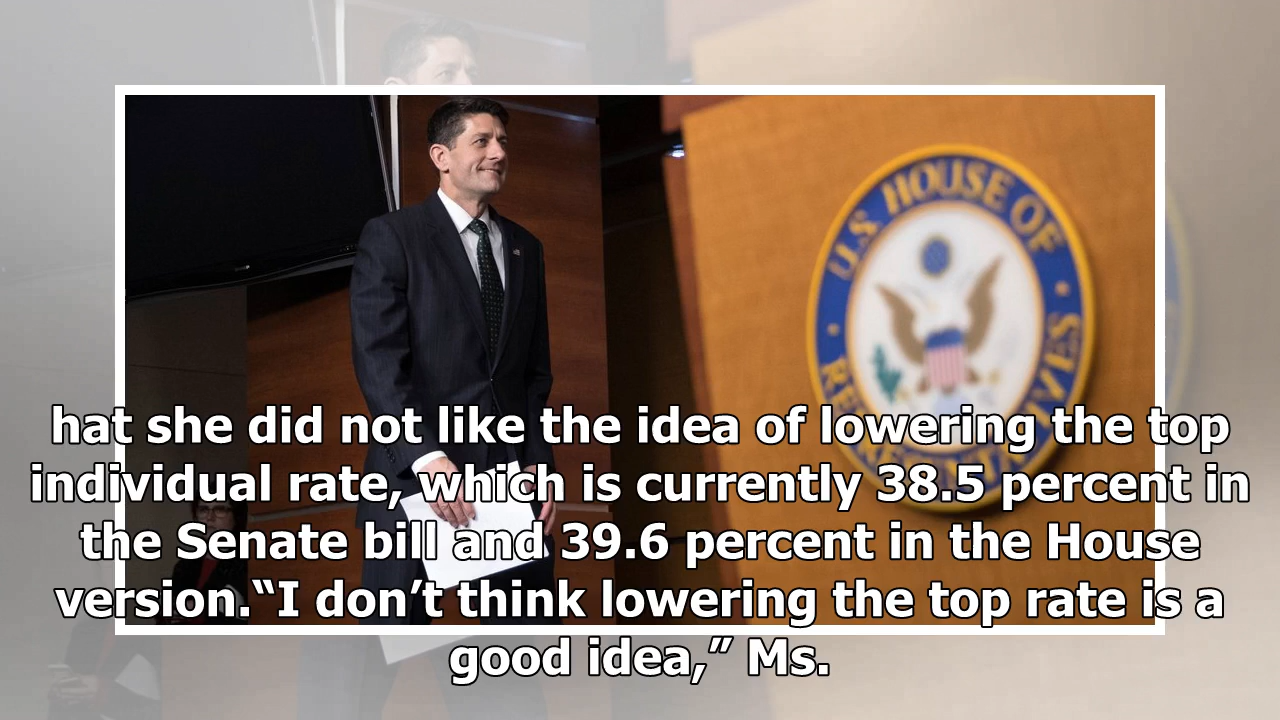 U.S. HOUSE OF
hat she did not like the idea of lowering the top
individual rate, which is currently 38.5 percent in
the Senate bill and 39.6 percent in the House
version.“I don’t think lowering the top rate is a
good idea,” Ms.